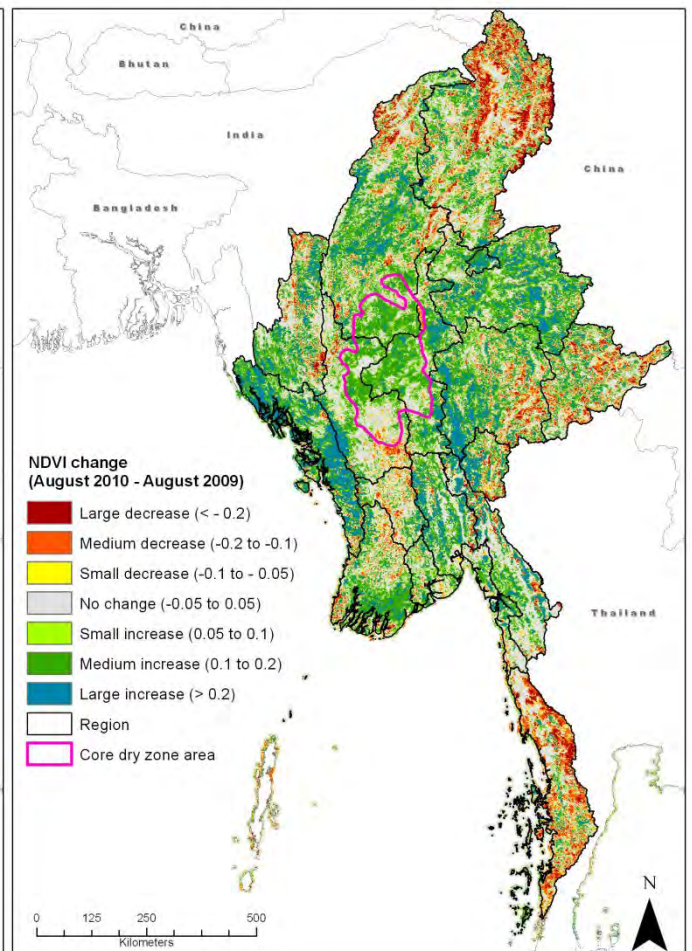 China
Bhutan
India
China
Bangladesh
NDVI change
(August 2010 - August 2009)
Large decrease (< - 0.2)
Medium decrease (-0.2 to -0.1)
Small decrease (-0.1 to - 0.05)
No change (-0.05 to 0.05)
Small increase (0.05 to 0.1)
Medium increase (0.1 to 0.2)
Large increase (> 0.2)
Region
Core dry zone area
Thailand
N
0 125 250 500
Kilometers